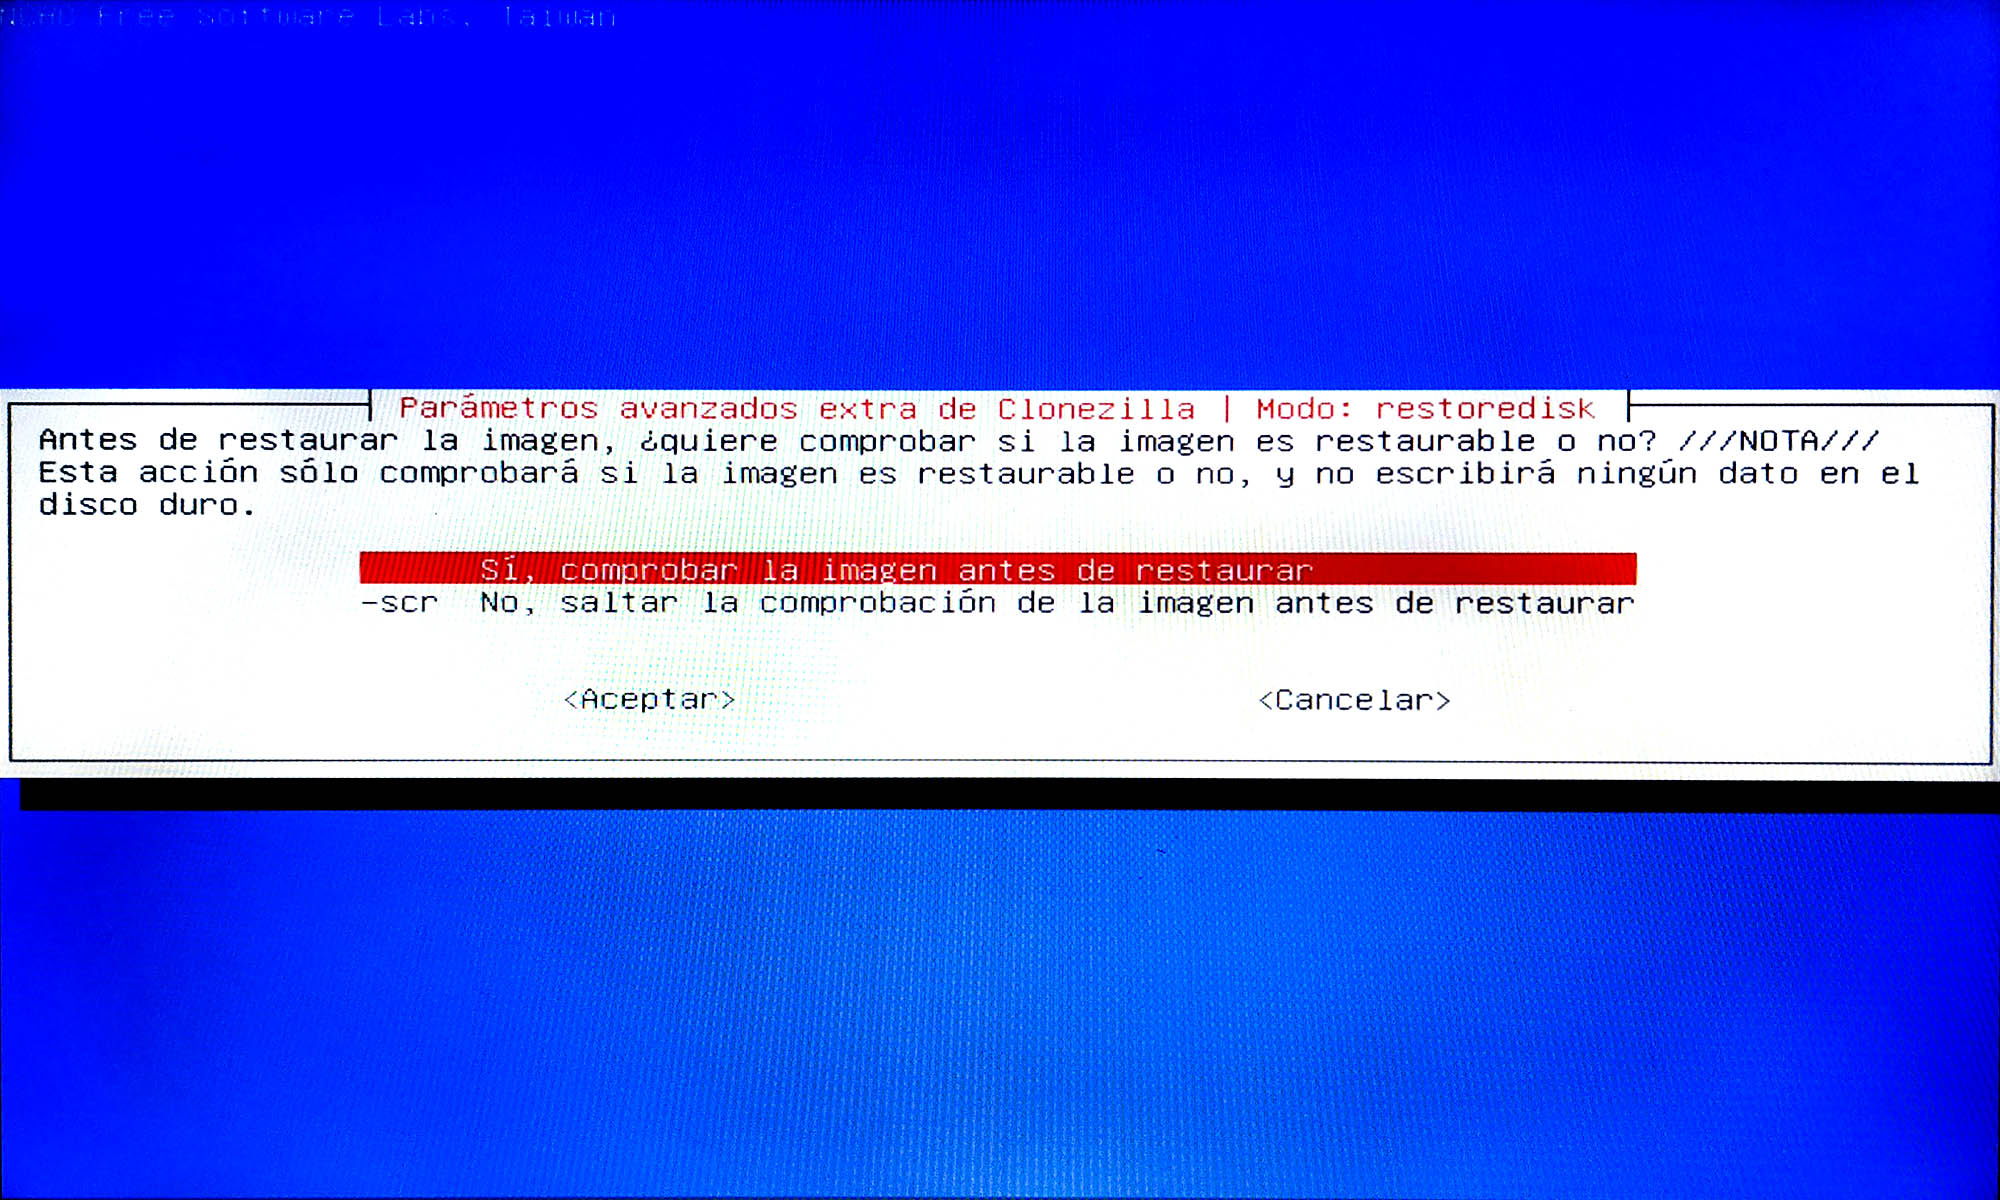 NCHC Free Software Labs, Taiwan
Parámetros avanzados extra de Clonezilla | Modo: restoredisk
Antes de restaurar la imagen, ¿quiere comprobar si la imagen es restaurable o no? ///NOTA///
Esta acción sólo comprobará si la imagen es restaurable o no, y no escribirá ningún dato en el
disco duro.
Sí, comprobar la imagen antes de restaurar
-scr No, saltar la comprobación de la imagen antes de restaurar
<Aceptar> <Cancelar>